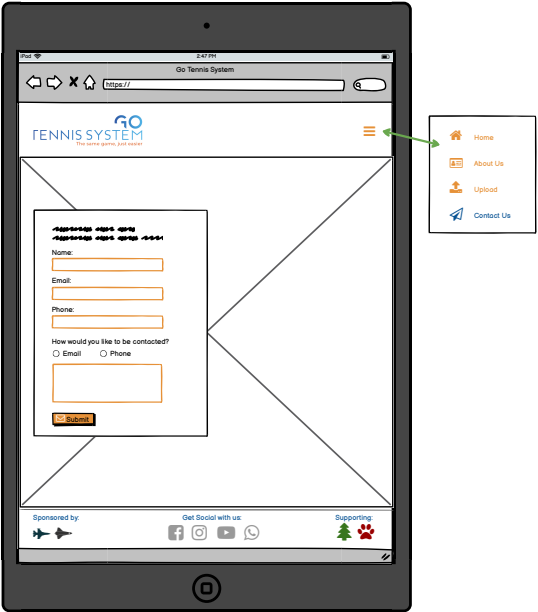 iPad
2:47 PM
Go Tennis System
https://
GO
TENNIS SYSTEM
The same game, just easier
Home
About Us
Upload
Contact Us
Name:
Email:
Phone:
How would you like to be contacted?
Email Phone
Submit
Sponsored by:
Get Social with us:
Supporting: